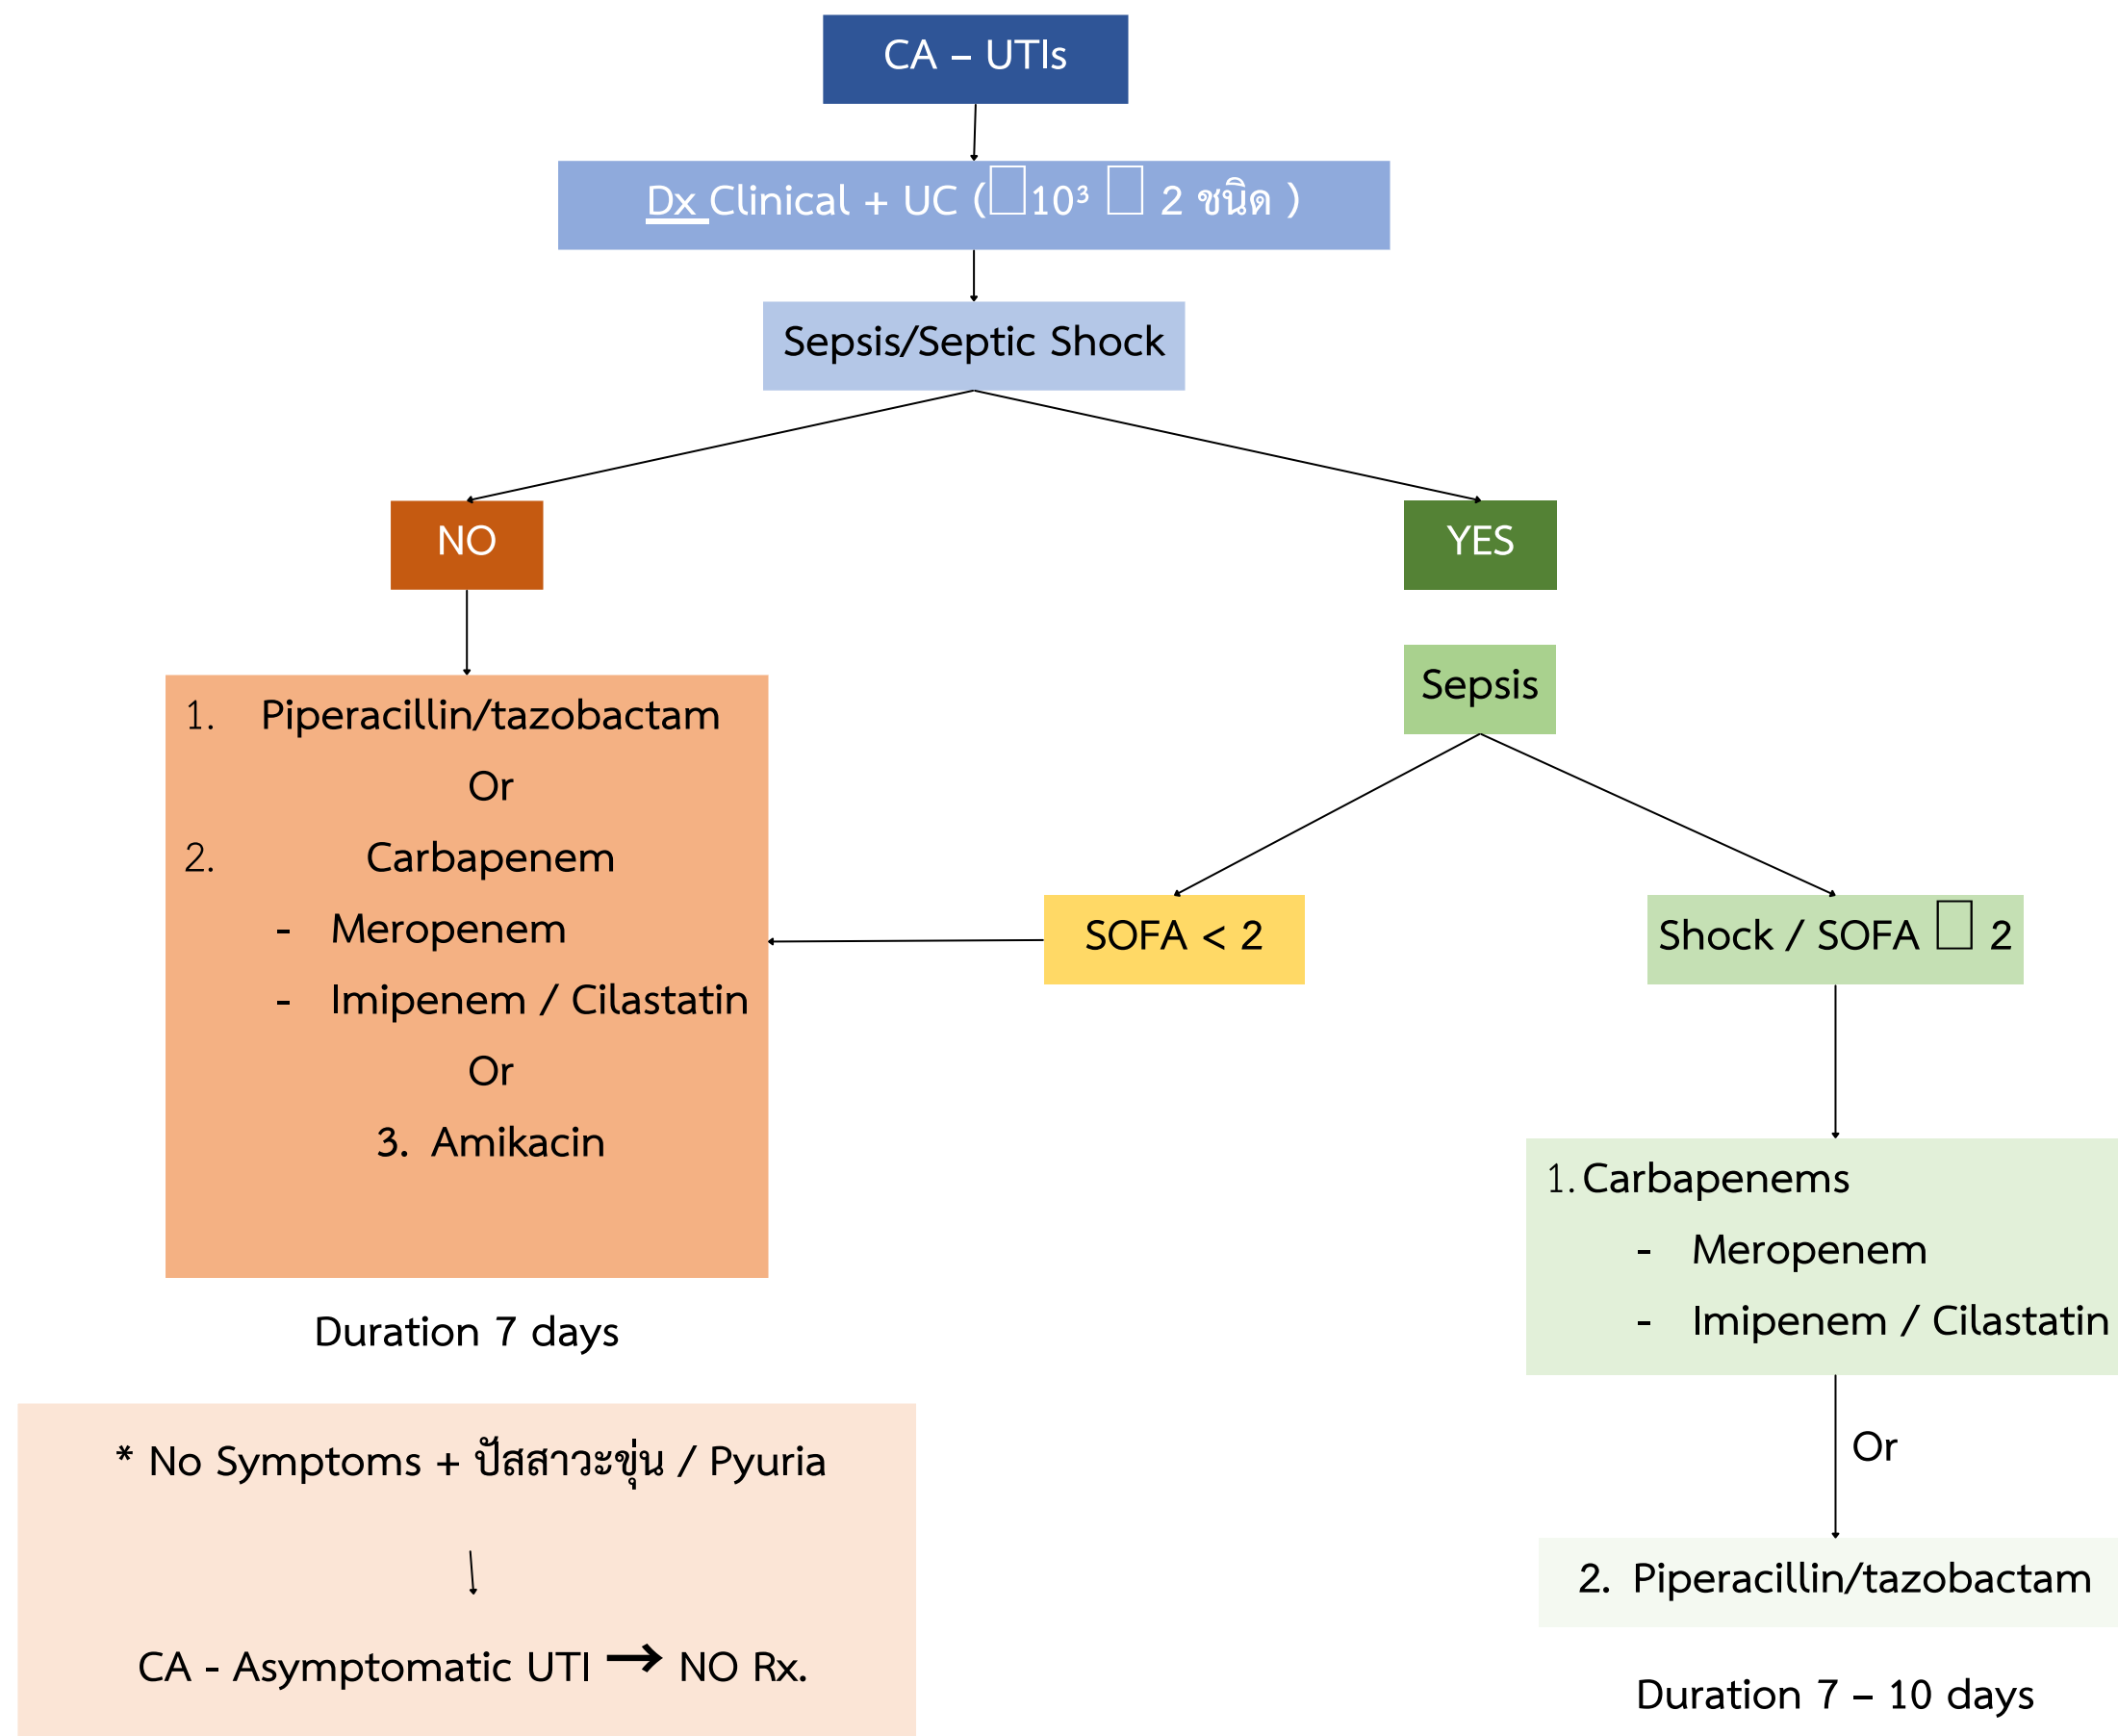 CA – UTIs
Dx Clinical + UC (□10³ □ 2 ชนิด )
Sepsis/Septic Shock
NO
YES
Sepsis
1. Piperacillin/tazobactam
Or
2. Carbapenem
- Meropenem
- Imipenem / Cilastatin
Or
3. Amikacin
SOFA < 2
Shock / SOFA □ 2
1. Carbapenems
- Meropenem
- Imipenem / Cilastatin
Duration 7 days
Or
* No Symptoms + ปัสสาวะขุ่น / Pyuria
CA - Asymptomatic UTI → NO Rx.
2. Piperacillin/tazobactam
Duration 7 – 10 days